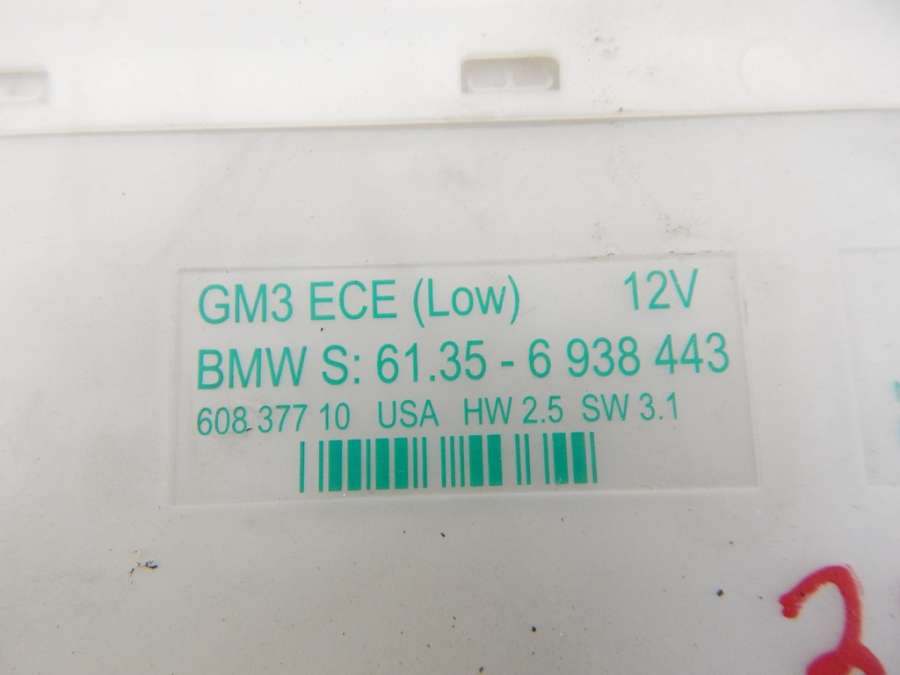 GM3 ECE (Low) 12V
BMW S: 61.35 - 6 938 443
608 377 10 USA HW 2.5 SW 3.1
2